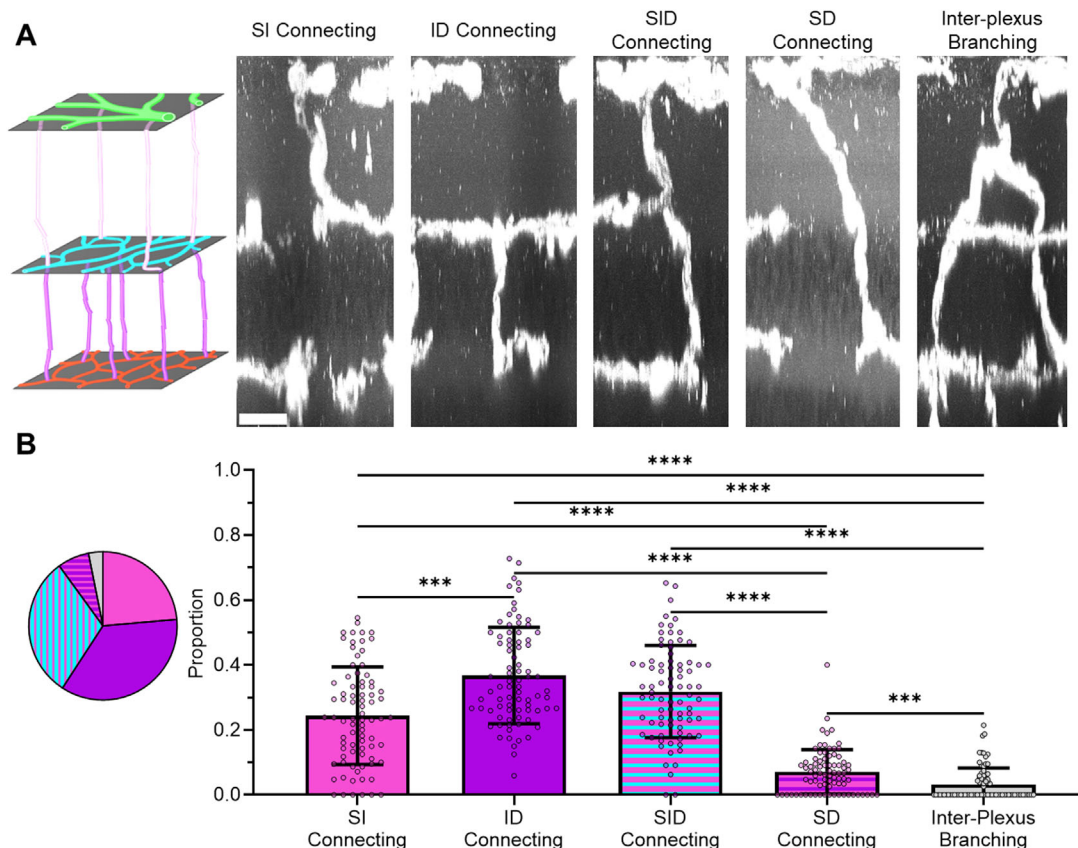 A
SI Connecting
ID Connecting
SID
Connecting
SD
Connecting
Inter-plexus
Branching
B
Proportion
1.0
0.8
0.6
0.4
0.2
0.0
****
****
****
****
****
***
****
***
SI
Connecting
ID
Connecting
SID
Connecting
SD
Connecting
Inter-Plexus
Branching